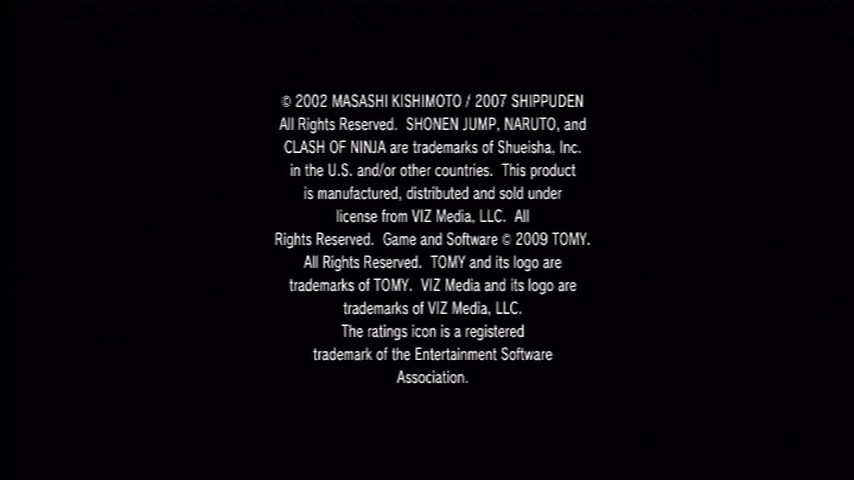 © 2002 MASASHI KISHIMOTO / 2007 SHIPPUDEN
All Rights Reserved.  SHONEN JUMP, NARUTO, and
CLASH OF NINJA are trademarks of Shueisha, Inc.
in the U.S. and/or other countries.  This product
is manufactured, distributed and sold under
license from VIZ Media, LLC.  All
Rights Reserved.  Game and Software © 2009 TOMY.
All Rights Reserved.  TOMY and its logo are
trademarks of TOMY.  VIZ Media and its logo are
trademarks of VIZ Media, LLC.
The ratings icon is a registered
trademark of the Entertainment Software
Association.